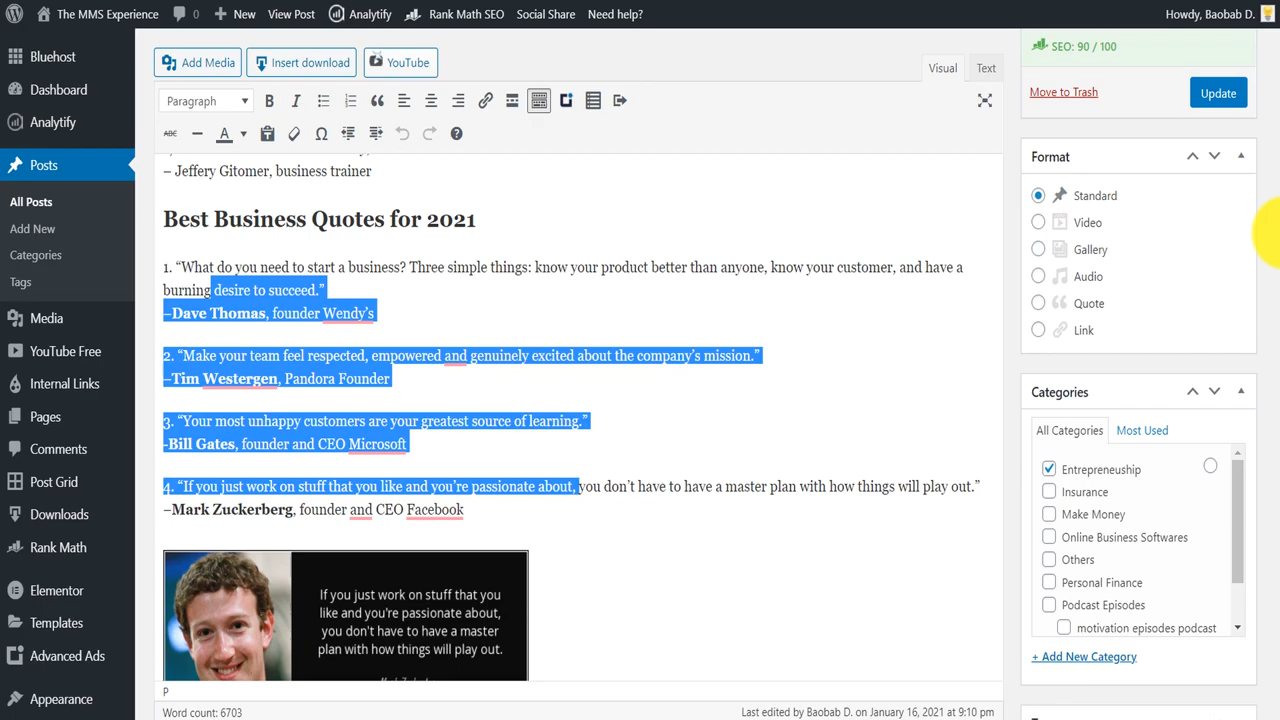 The MMS Experience 0 New View Post Analytify Rank Math SEO Social Share Need help? Howdy, Baobab D.
Bluehost
Dashboard
Analytify
Posts
All Posts
Add New
Categories
Tags
Media
YouTube Free
Internal Links
Pages
Comments
Post Grid
Downloads
Rank Math
Elementor
Templates
Advanced Ads
Appearance
Add Media Insert download YouTube
Visual Text
Paragraph B I A
ABC A
– Jeffery Gitomer, business trainer
Best Business Quotes for 2021
1. “What do you need to start a business? Three simple things: know your product better than anyone, know your customer, and have a
burning desire to succeed.”
–Dave Thomas, founder Wendy’s
2. “Make your team feel respected, empowered and genuinely excited about the company’s mission.”
–Tim Westergen, Pandora Founder
3. “Your most unhappy customers are your greatest source of learning.”
-Bill Gates, founder and CEO Microsoft
4. “If you just work on stuff that you like and you’re passionate about, you don’t have to have a master plan with how things will play out.”
–Mark Zuckerberg, founder and CEO Facebook
If you just work on stuff that you
like and you're passionate about,
you don't have to have a master
plan with how things will play out.
P
Word count: 6703 Last edited by Baobab D. on January 16, 2021 at 9:10 pm
SEO: 90 / 100
Move to Trash Update
Format
Standard
Video
Gallery
Audio
Quote
Link
Categories
All Categories Most Used
Entrepreneuship
Insurance
Make Money
Online Business Softwares
Others
Personal Finance
Podcast Episodes
motivation episodes podcast
+ Add New Category